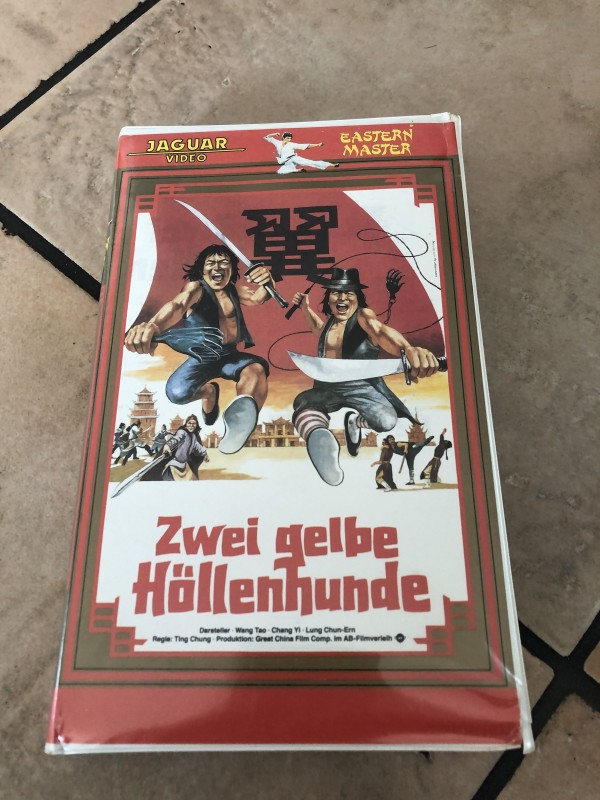 JAGUAR
VIDEO
EASTERN
MASTER
翼
Zwei gelbe
Höllenhunde
Darsteller · Wang Tao · Chang Yi · Lung Chun-Ern
Regie: Ting Chung · Produktion: Great China Film Comp. im AB-Filmverleih